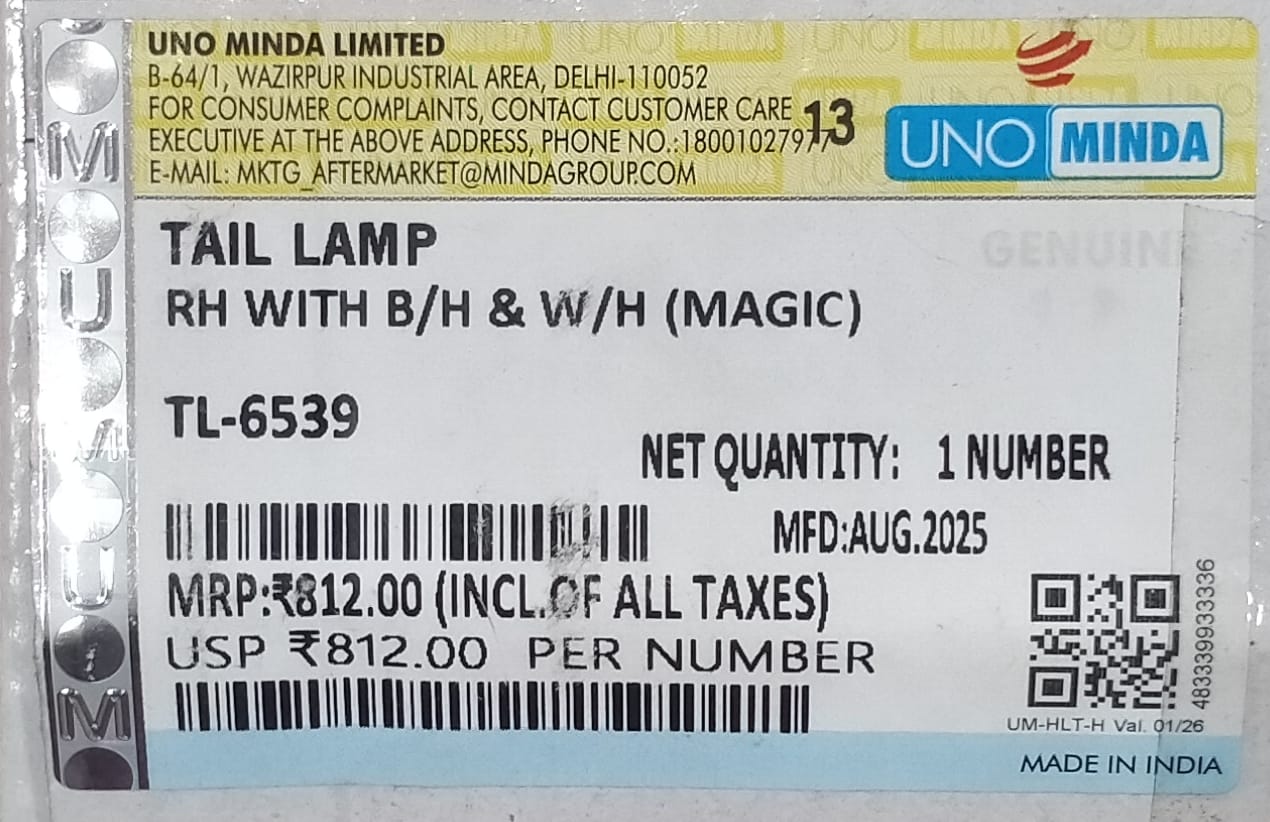 UNO MINDA LIMITED
B-64/1, WAZIRPUR INDUSTRIAL AREA, DELHI-110052
FOR CONSUMER COMPLAINTS, CONTACT CUSTOMER CARE
EXECUTIVE AT THE ABOVE ADDRESS, PHONE NO.:
E-MAIL: MKTG_AFTERMARKET@MINDAGROUP.COM
13
UNO MINDA
TAIL LAMP
GENUINE
RH WITH B/H & W/H (MAGIC)
TL-6539
NET QUANTITY: 1 NUMBER
MFD:AUG.2025
MRP:₹812.00 (INCL.OF ALL TAXES)
USP ₹812.00 PER NUMBER
483339933336
UM-HLT-H Val. 01/26
MADE IN INDIA